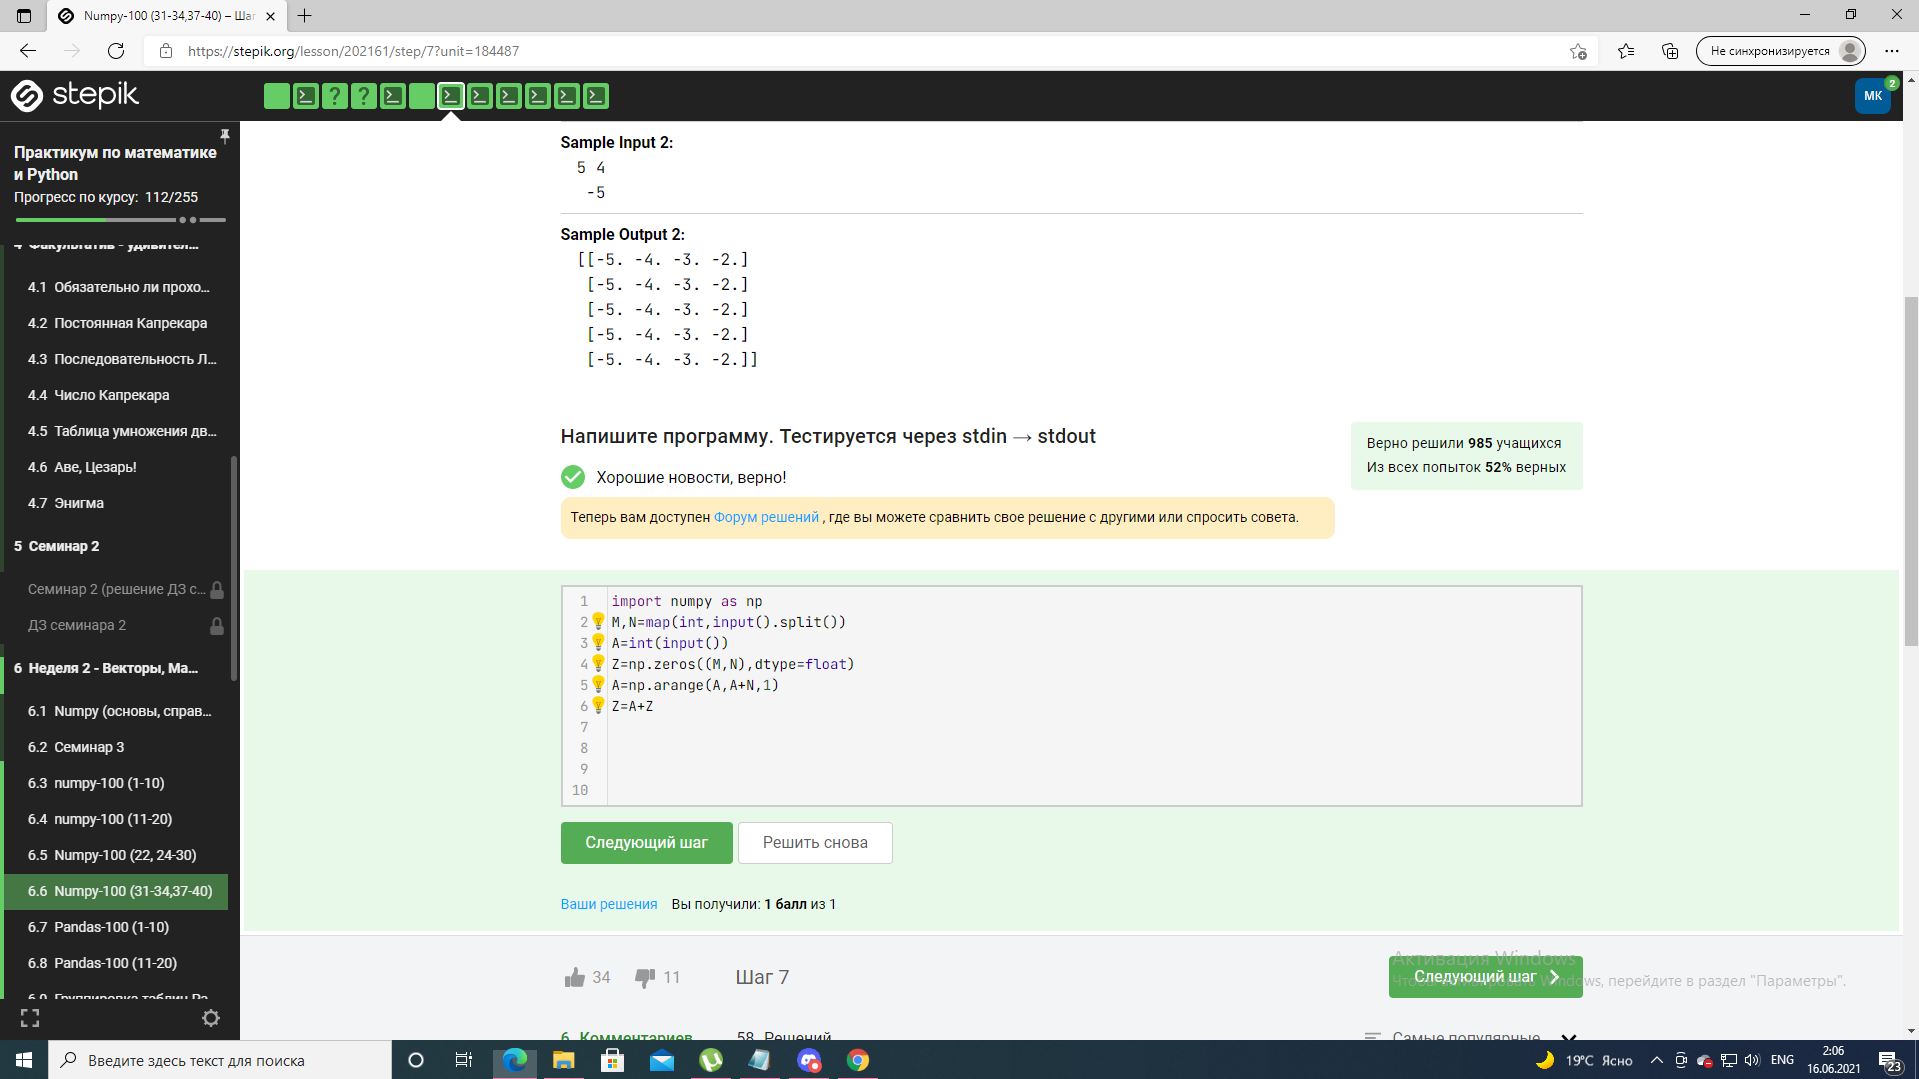 Numpy-100 (31-34,37-40) – Шаг
https://stepik.org/lesson/202161/step/7?unit=184487
Не синхронизируется
stepik
МК
2
Практикум по математике
и Python
Прогресс по курсу: 112/255
4 Факультатив - удивител...
4.1 Обязательно ли прохо...
4.2 Постоянная Капрекара
4.3 Последовательность Л...
4.4 Число Капрекара
4.5 Таблица умножения дв...
4.6 Аве, Цезарь!
4.7 Энигма
5 Семинар 2
Семинар 2 (решение ДЗ с...
ДЗ семинара 2
6 Неделя 2 - Векторы, Ма...
6.1 Numpy (основы, справ...
6.2 Семинар 3
6.3 numpy-100 (1-10)
6.4 numpy-100 (11-20)
6.5 Numpy-100 (22, 24-30)
6.6 Numpy-100 (31-34,37-40)
6.7 Pandas-100 (1-10)
6.8 Pandas-100 (11-20)
6.9 Группировка таблиц Pa...
Sample Input 2:
5 4
-5
Sample Output 2:
[[-5. -4. -3. -2.]
[-5. -4. -3. -2.]
[-5. -4. -3. -2.]
[-5. -4. -3. -2.]
[-5. -4. -3. -2.]]
Напишите программу. Тестируется через stdin → stdout
Верно решили 985 учащихся
Из всех попыток 52% верных
Хорошие новости, верно!
Теперь вам доступен Форум решений , где вы можете сравнить свое решение с другими или спросить совета.
1 import numpy as np
2 M,N=map(int,input().split())
3 A=int(input())
4 Z=np.zeros((M,N),dtype=float)
5 A=np.arange(A,A+N,1)
6 Z=A+Z
7
8
9
10
Следующий шаг
Решить снова
Ваши решения Вы получили: 1 балл из 1
34 11 Шаг 7
Следующий шаг
Активация Windows
Чтобы активировать Windows, перейдите в раздел "Параметры".
6 Комментариев 58 Решений
Самые популярные
Введите здесь текст для поиска
19°C Ясно
ENG
2:06
16.06.2021
23